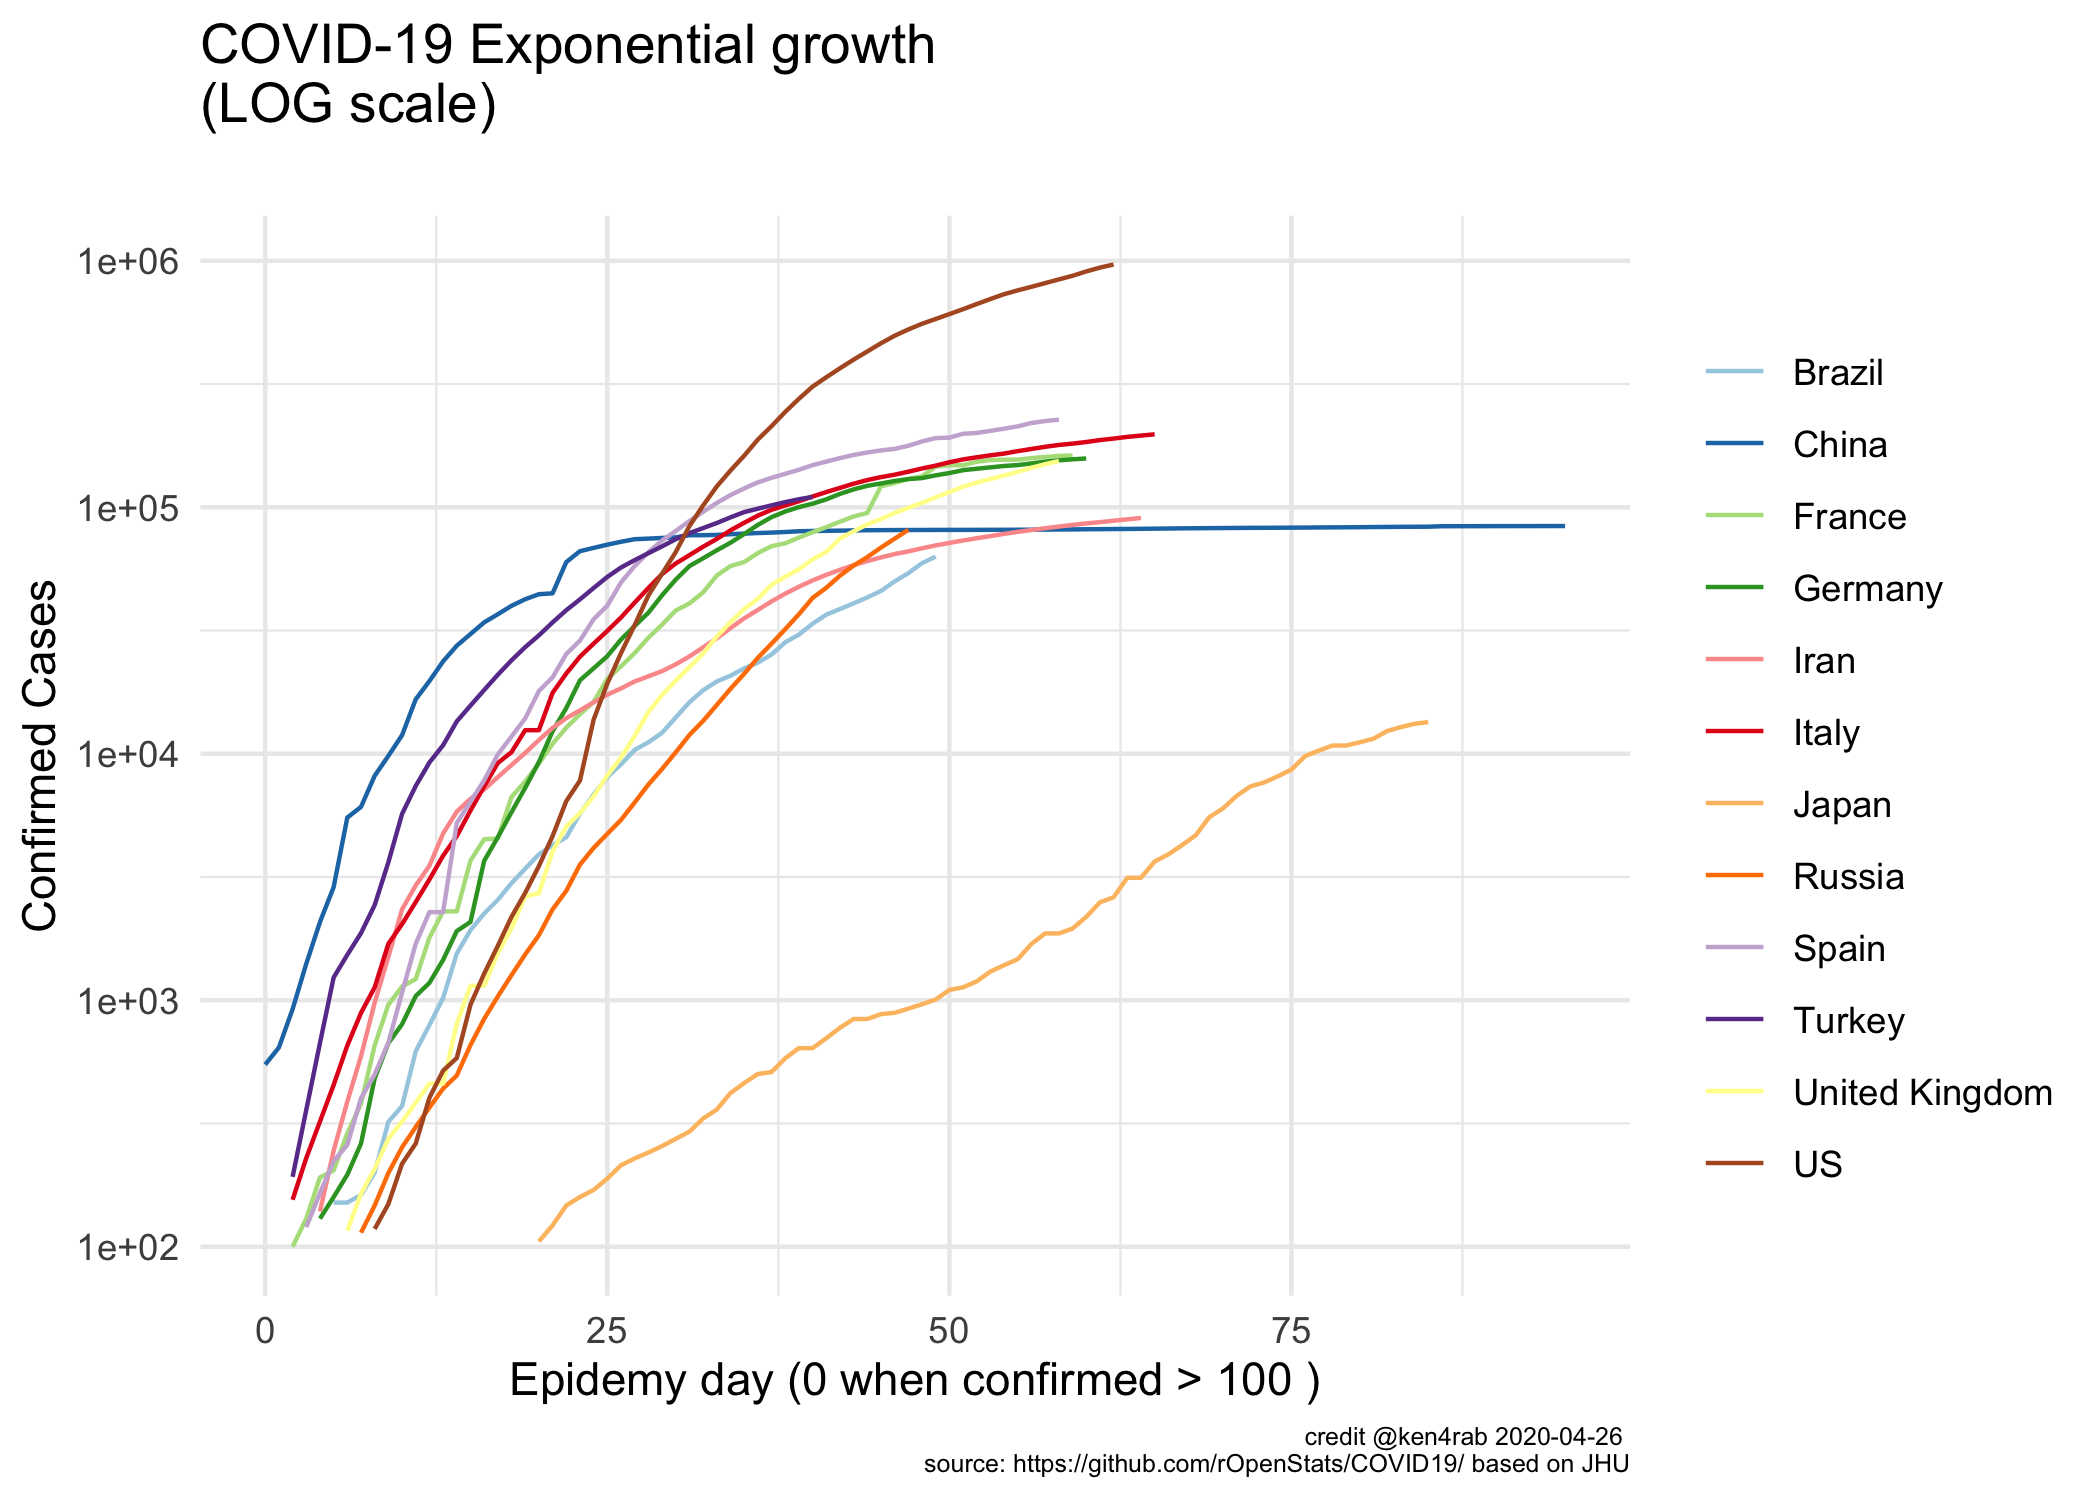 COVID-19 Exponential growth
(LOG scale)
1e+06
1e+05
1e+04
1e+03
1e+02
Confirmed Cases
0
25
50
75
Epidemy day (0 when confirmed > 100 )
Brazil
China
France
Germany
Iran
Italy
Japan
Russia
Spain
Turkey
United Kingdom
US
credit @ken4rab 2020-04-26
source: https://github.com/rOpenStats/COVID19/ based on JHU